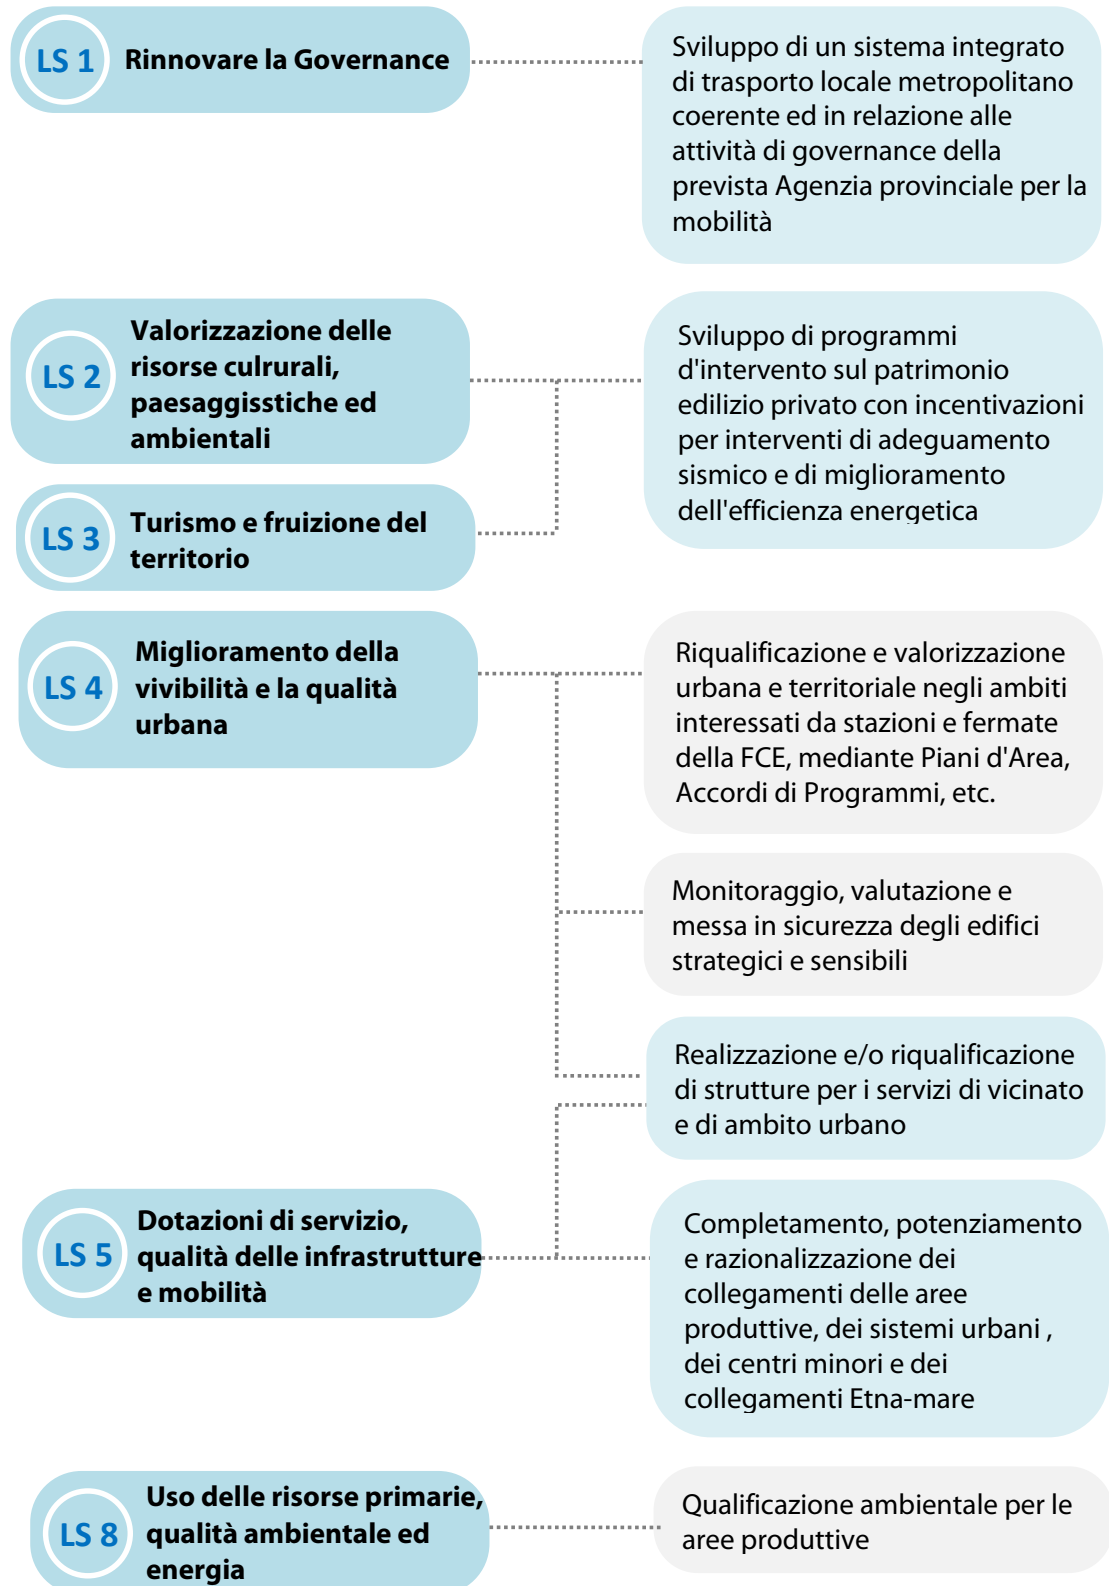 LS 1
Rinnovare la Governance
Sviluppo di un sistema integrato
di trasporto locale metropolitano
coerente ed in relazione alle
attività di governance della
prevista Agenzia provinciale per la
mobilità
LS 2
Valorizzazione delle
risorse culrurali,
paesaggisstiche ed
ambientali
Sviluppo di programmi
d'intervento sul patrimonio
edilizio privato con incentivazioni
per interventi di adeguamento
sismico e di miglioramento
dell'efficienza energetica
LS 3
Turismo e fruizione del
territorio
LS 4
Miglioramento della
vivibilità e la qualità
urbana
Riqualificazione e valorizzazione
urbana e territoriale negli ambiti
interessati da stazioni e fermate
della FCE, mediante Piani d'Area,
Accordi di Programmi, etc.
Monitoraggio, valutazione e
messa in sicurezza degli edifici
strategici e sensibili
Realizzazione e/o riqualificazione
di strutture per i servizi di vicinato
e di ambito urbano
LS 5
Dotazioni di servizio,
qualità delle infrastrutture
e mobilità
Completamento, potenziamento
e razionalizzazione dei
collegamenti delle aree
produttive, dei sistemi urbani ,
dei centri minori e dei
collegamenti Etna-mare
LS 8
Uso delle risorse primarie,
qualità ambientale ed
energia
Qualificazione ambientale per le
aree produttive